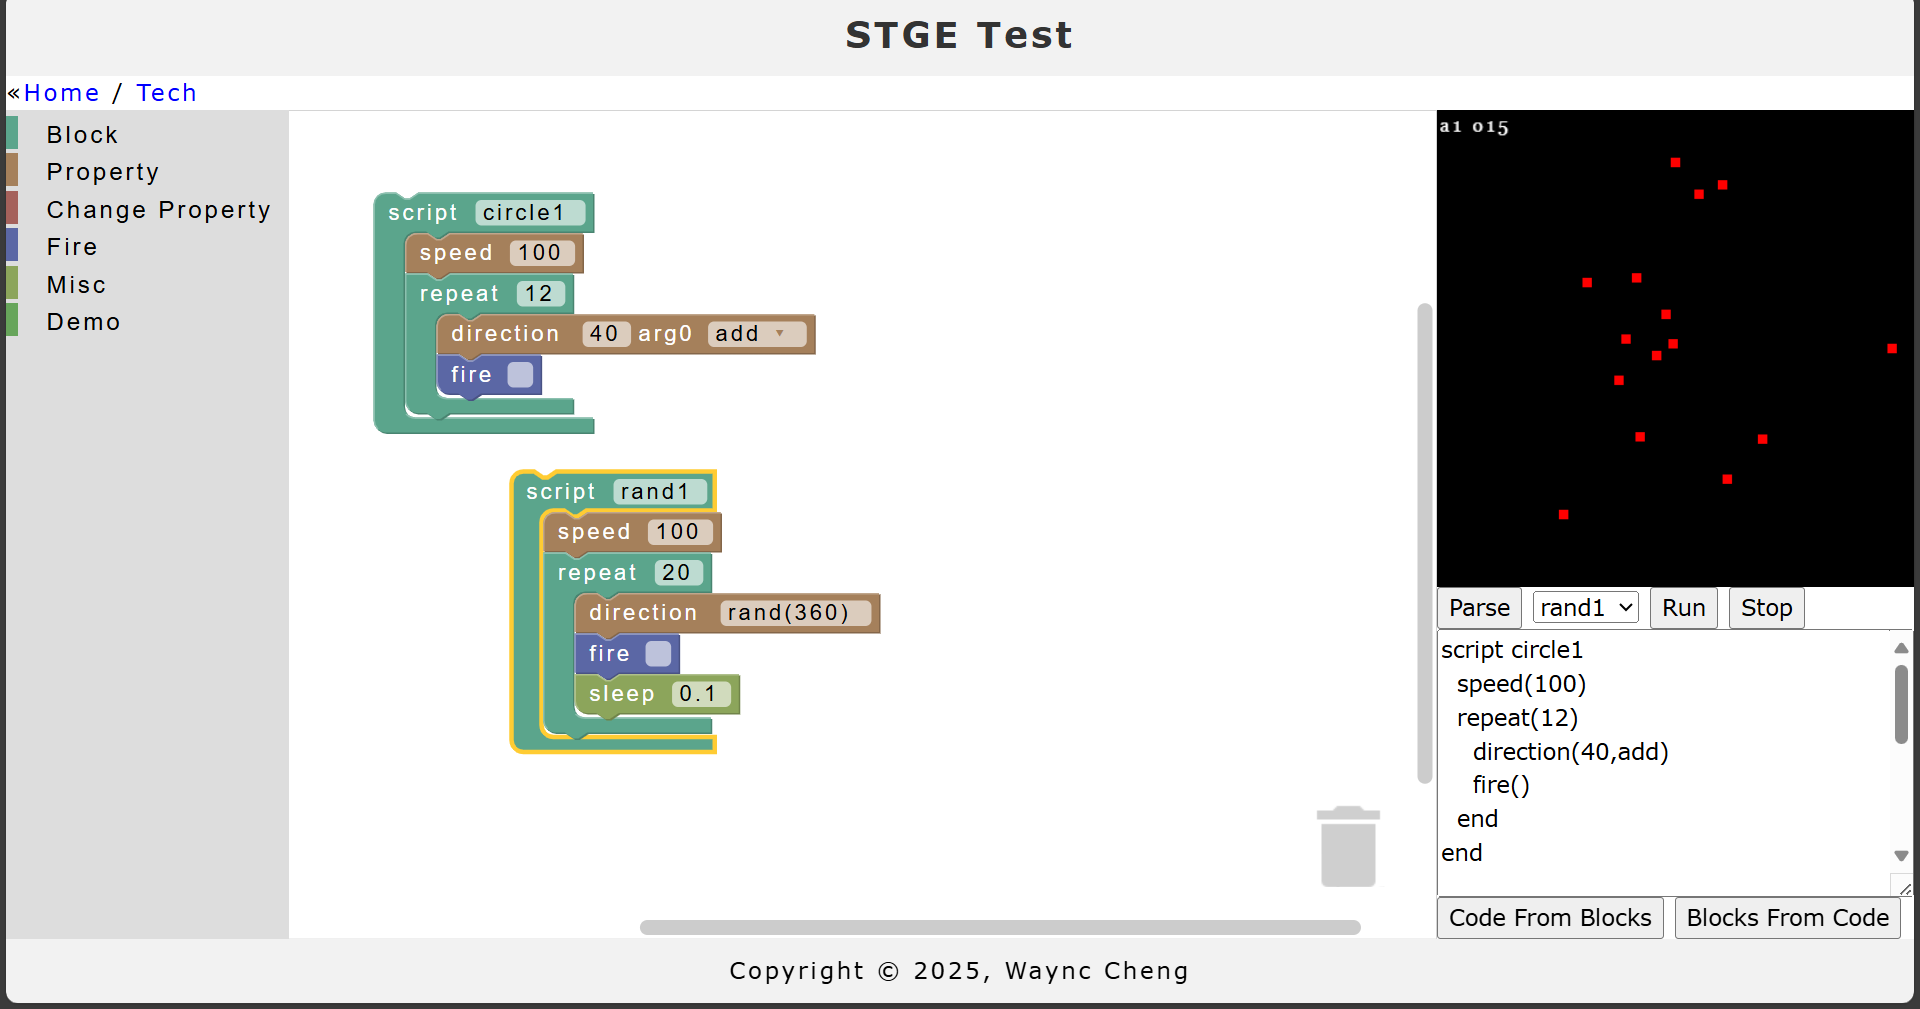 STGE Test
«Home / Tech
Block
Property
Change Property
Fire
Misc
Demo
script circle1
speed 100
repeat 12
direction 40 arg0 add
fire
script rand1
speed 100
repeat 20
direction rand(360)
fire
sleep 0.1
a1 o15
Parse rand1 Run Stop
script circle1
speed(100)
repeat(12)
direction(40,add)
fire()
end
end
Code From Blocks Blocks From Code
Copyright © 2025, Waync Cheng